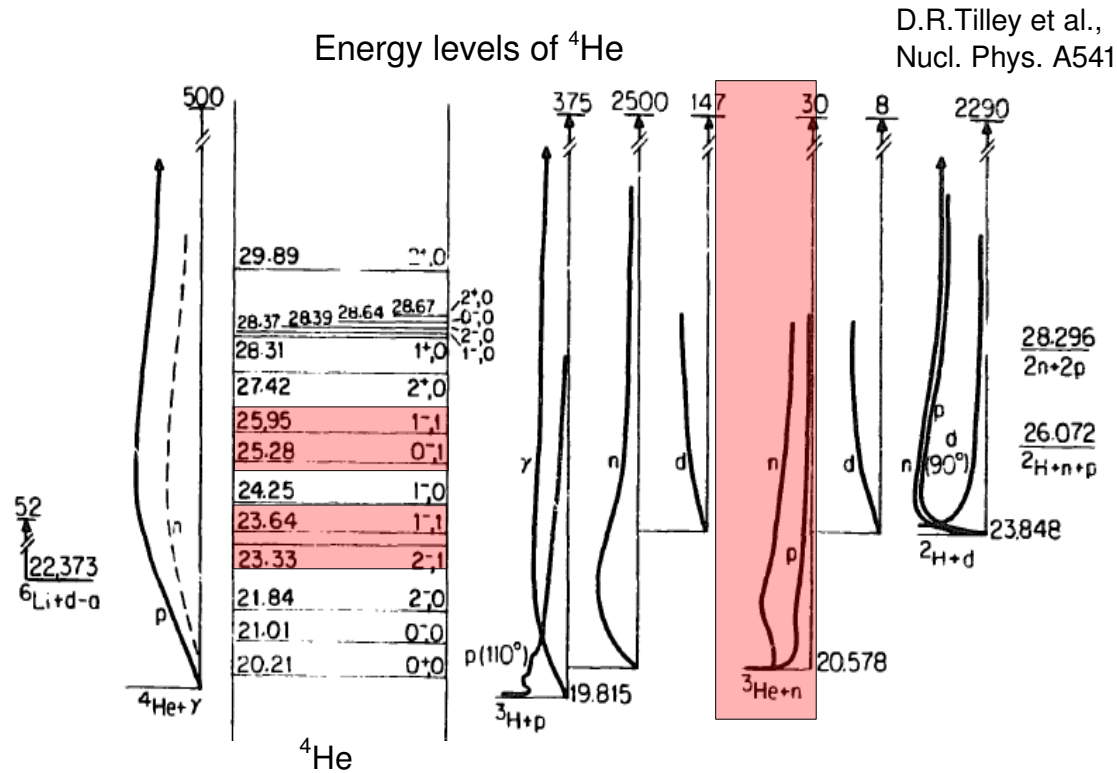 Energy levels of ⁴He
D.R.Tilley et al.,
Nucl. Phys. A541
500
375
2500
147
30
8
2290
29.89 2⁺,0
28.37 28.39 28.64 28.67
2⁺,0
0⁻,0
2⁻,0
1⁻,0
28.31 1⁺,0
27.42 2⁺,0
25,95 1⁻,1
25.28 0⁻,1
24.25 1⁻,0
23.64 1⁻,1
23.33 2⁻,1
21.84 2⁻,0
21.01 0⁻,0
20.21 0⁺,0
52
22,373
⁶Li+d-α
n
p
⁴He+γ
⁴He
γ
p(110°)
19.815
³H+p
n
d
n
p
20.578
³He+n
d
p
d
n (90°)
23.848
²H+d
28.296
2n+2p
26.072
²H+n+p